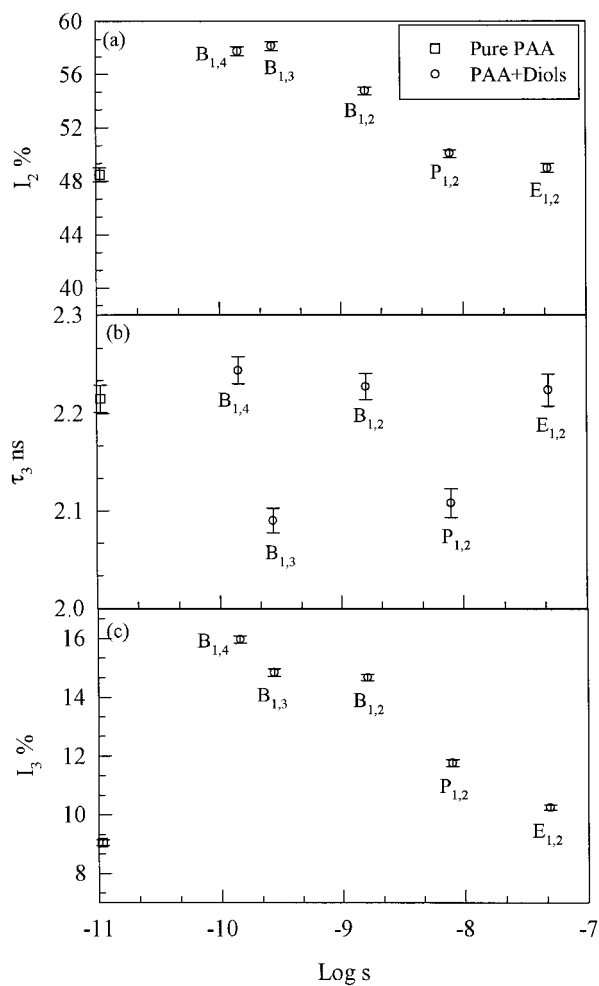 60
(a)
Pure PAA
PAA+Diols
56
B1,4
B1,3
52
B1,2
I2 %
48
P1,2
E1,2
44
40
2.3
(b)
2.2
B1,4
B1,2
E1,2
τ3 ns
2.1
B1,3
P1,2
2.0
(c)
16
B1,4
14
B1,3
B1,2
I3 %
12
P1,2
10
E1,2
8
-11 -10 -9 -8 -7
Log s